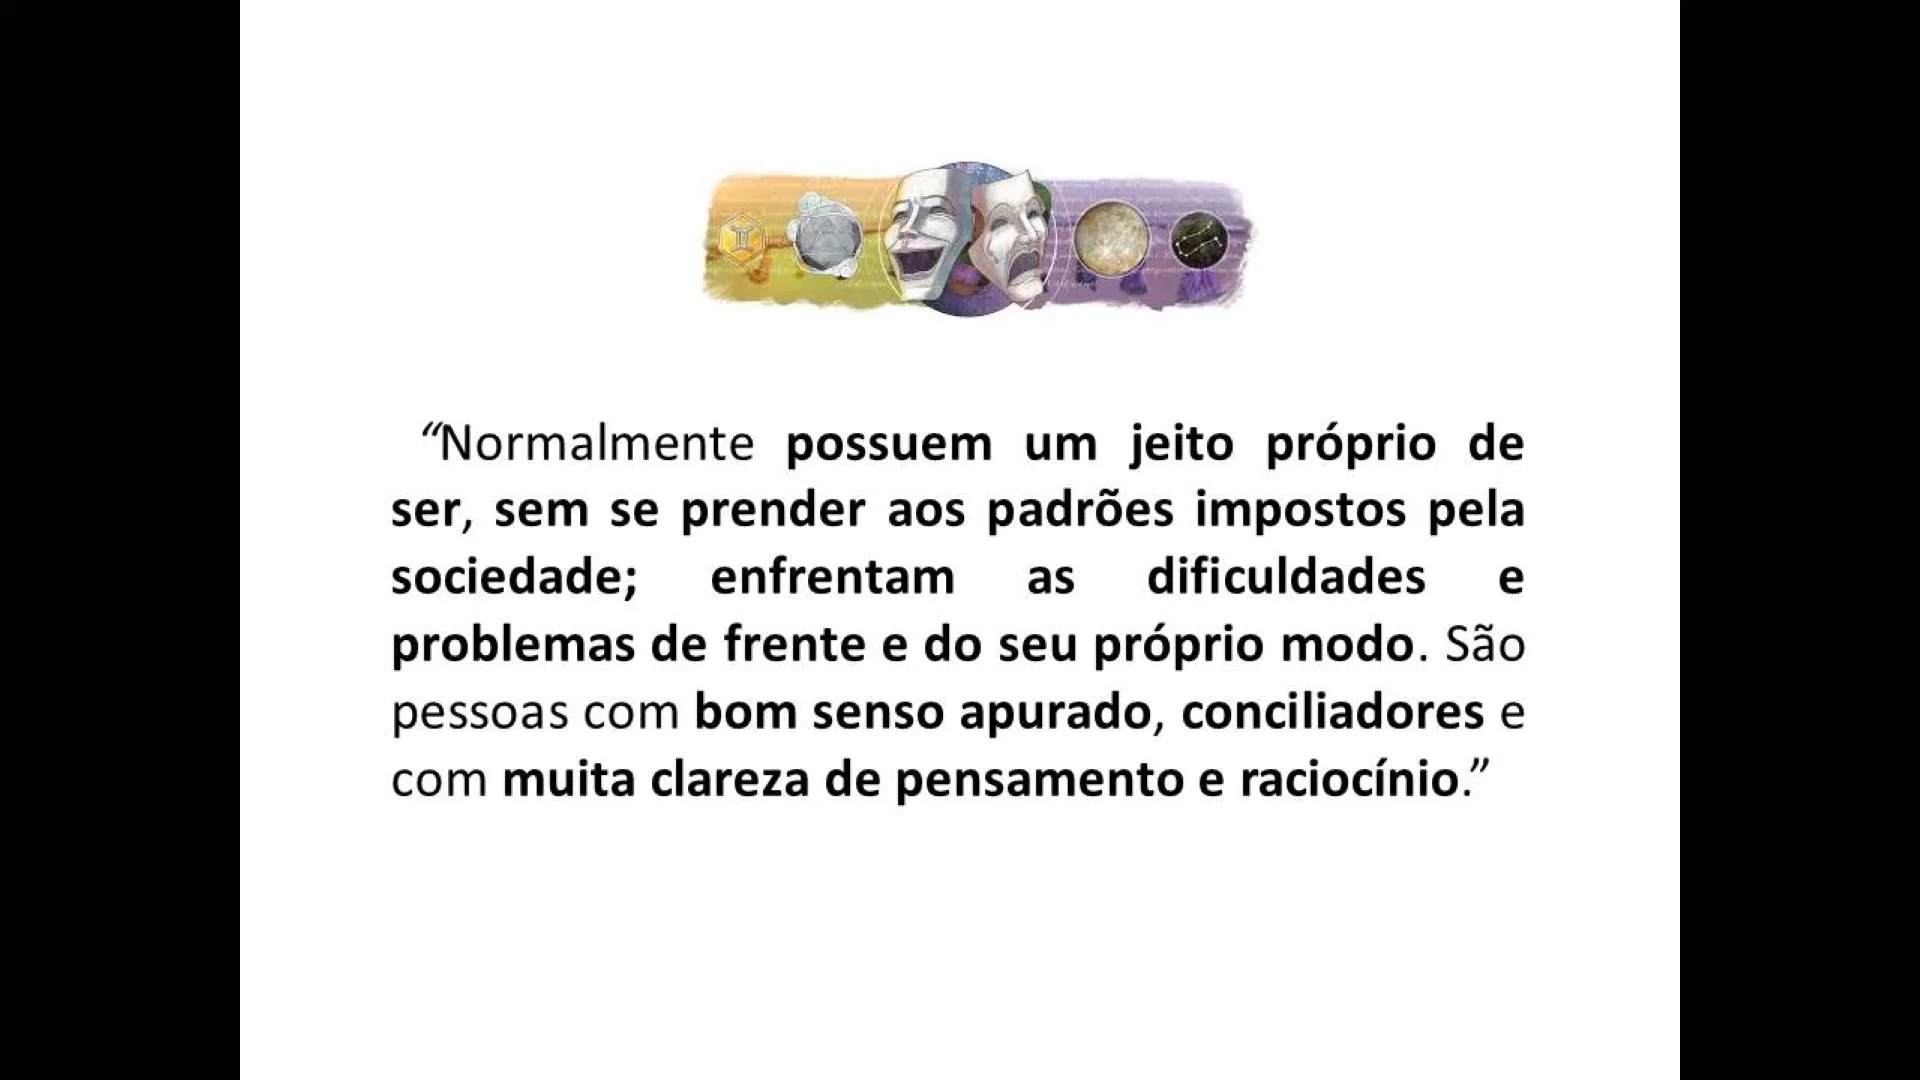 “Normalmente possuem um jeito próprio de
ser, sem se prender aos padrões impostos pela
sociedade; enfrentam as dificuldades e
problemas de frente e do seu próprio modo. São
pessoas com bom senso apurado, conciliadores e
com muita clareza de pensamento e raciocínio.”